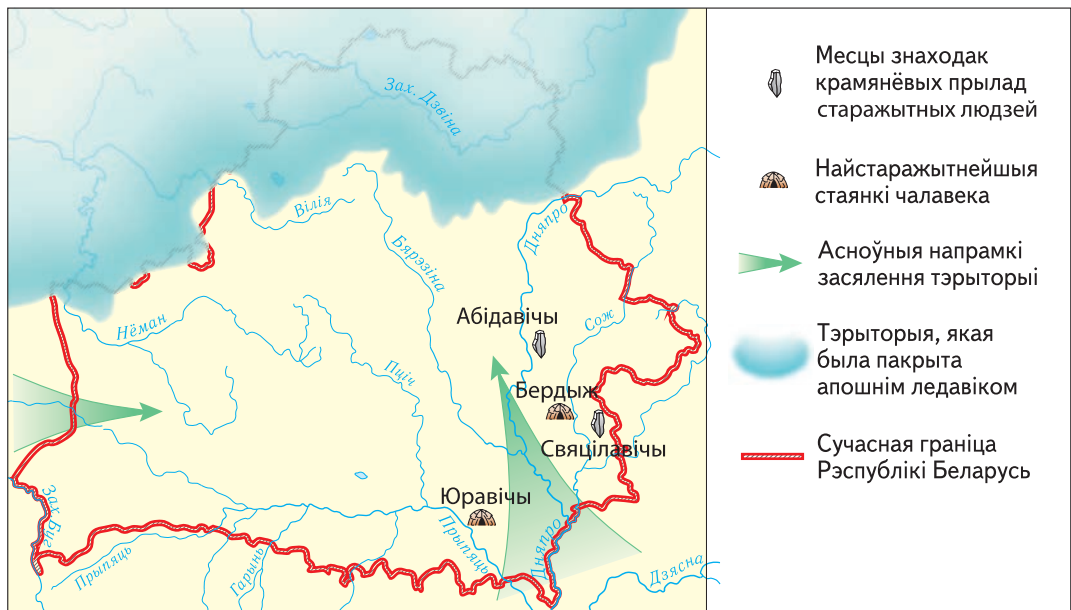 Зах. Дзвіна
Вілія
Бярэзіна
Дняпро
Нёман
Абідавічы
Сож
Пціч
Бердыж
Свяцілавічы
Юравічы
Зах. Буг
Прыпяць
Гарынь
Прыпяць
Дняпро
Дзясна
Месцы знаходак
крамянёвых прылад
старажытных людзей
Найстаражытнейшыя
стаянкі чалавека
Асноўныя напрамкі
засялення тэрыторыі
Тэрыторыя, якая
была пакрыта
апошнім ледавіком
Сучасная граніца
Рэспублікі Беларусь